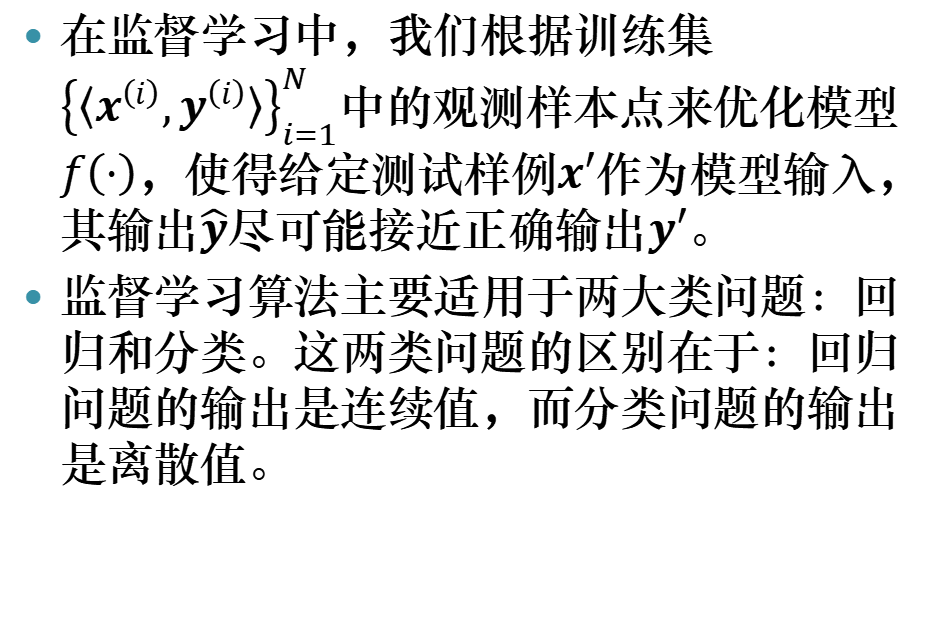 • 在监督学习中，我们根据训练集
{⟨x⁽ⁱ⁾, y⁽ⁱ⁾⟩}ᵢ₌₁ᴺ 中的观测样本点来优化模型
f(·)，使得给定测试样例x′作为模型输入，
其输出ŷ尽可能接近正确输出y′。
• 监督学习算法主要适用于两大类问题：回
归和分类。这两类问题的区别在于：回归
问题的输出是连续值，而分类问题的输出
是离散值。